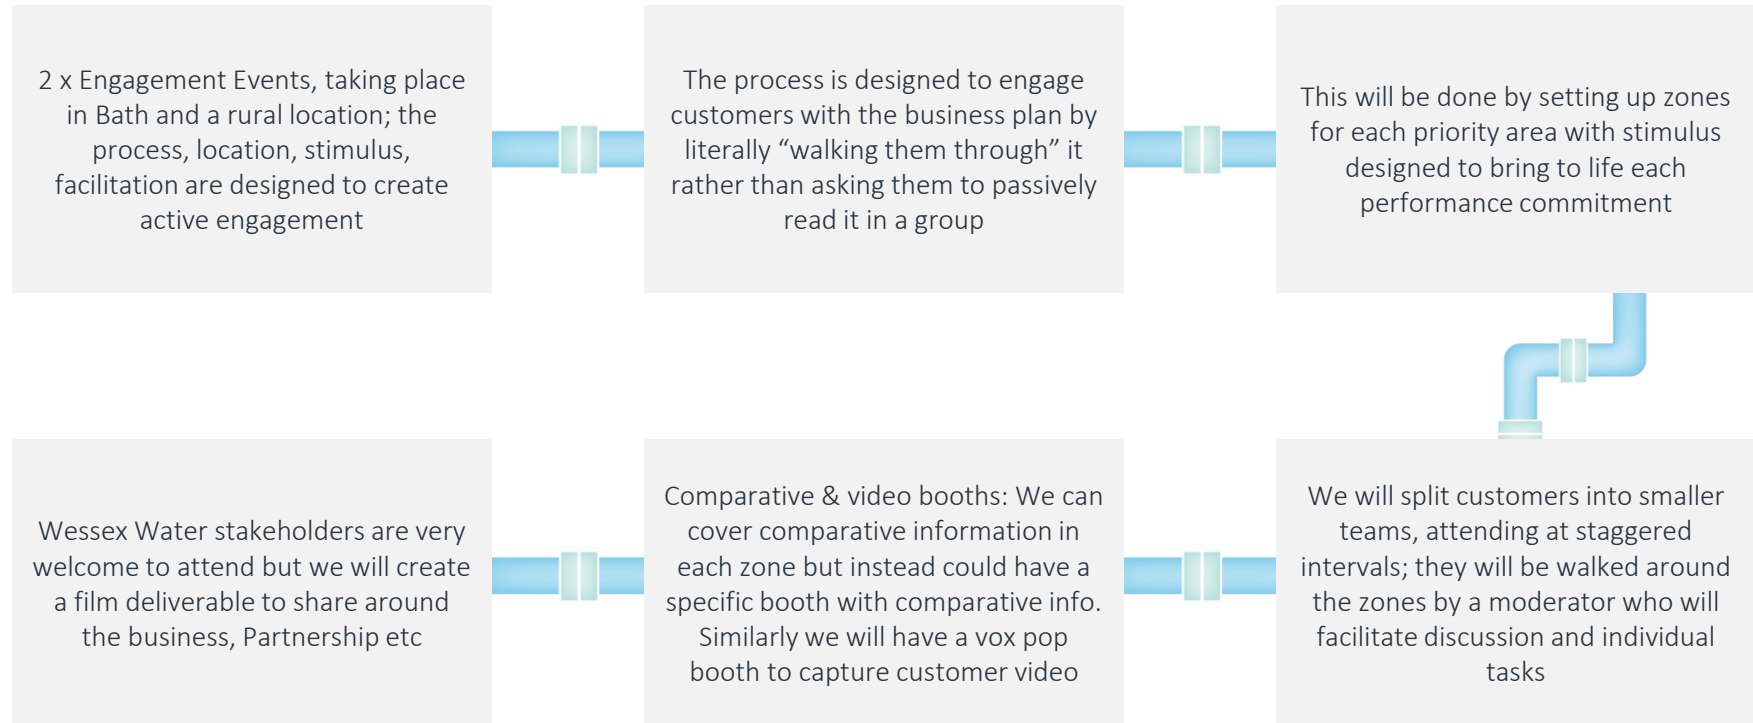 2 x Engagement Events, taking place
in Bath and a rural location; the
process, location, stimulus,
facilitation are designed to create
active engagement
The process is designed to engage
customers with the business plan by
literally “walking them through” it
rather than asking them to passively
read it in a group
This will be done by setting up zones
for each priority area with stimulus
designed to bring to life each
performance commitment
We will split customers into smaller
teams, attending at staggered
intervals; they will be walked around
the zones by a moderator who will
facilitate discussion and individual
tasks
Comparative & video booths: We can
cover comparative information in
each zone but instead could have a
specific booth with comparative info.
Similarly we will have a vox pop
booth to capture customer video
Wessex Water stakeholders are very
welcome to attend but we will create
a film deliverable to share around
the business, Partnership etc